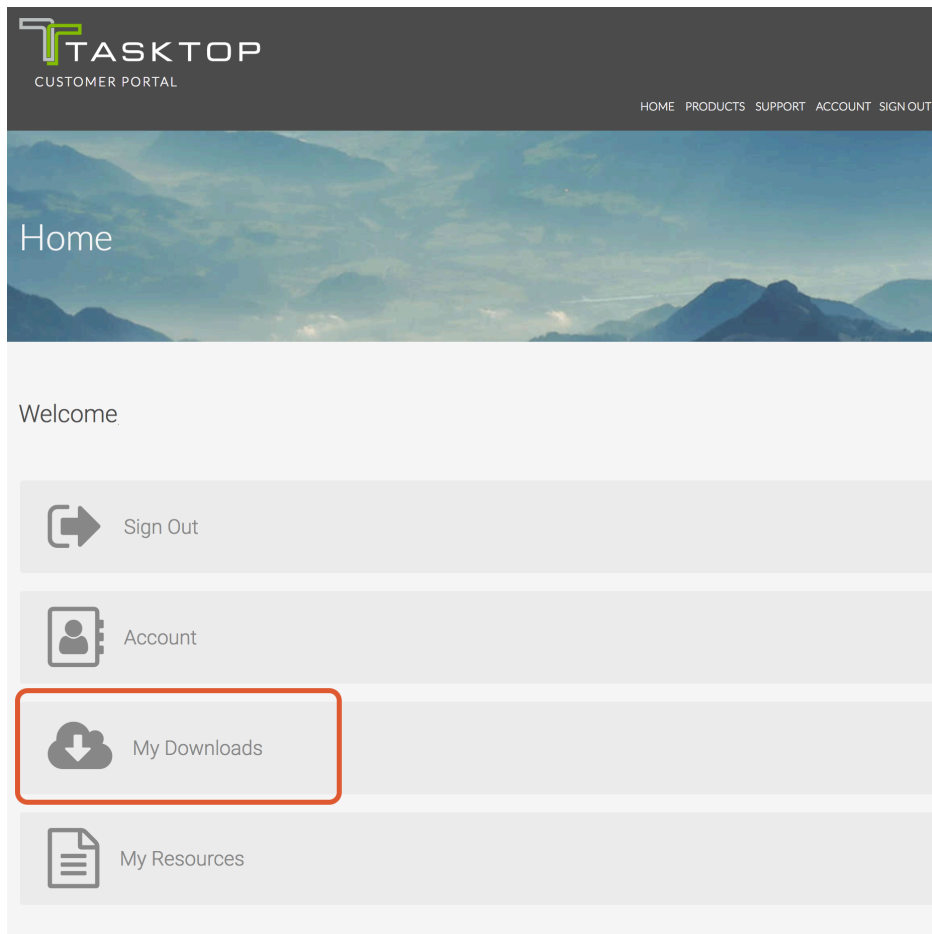 TASKTOP
CUSTOMER PORTAL
HOME PRODUCTS SUPPORT ACCOUNT SIGN OUT
Home
Welcome
Sign Out
Account
My Downloads
My Resources